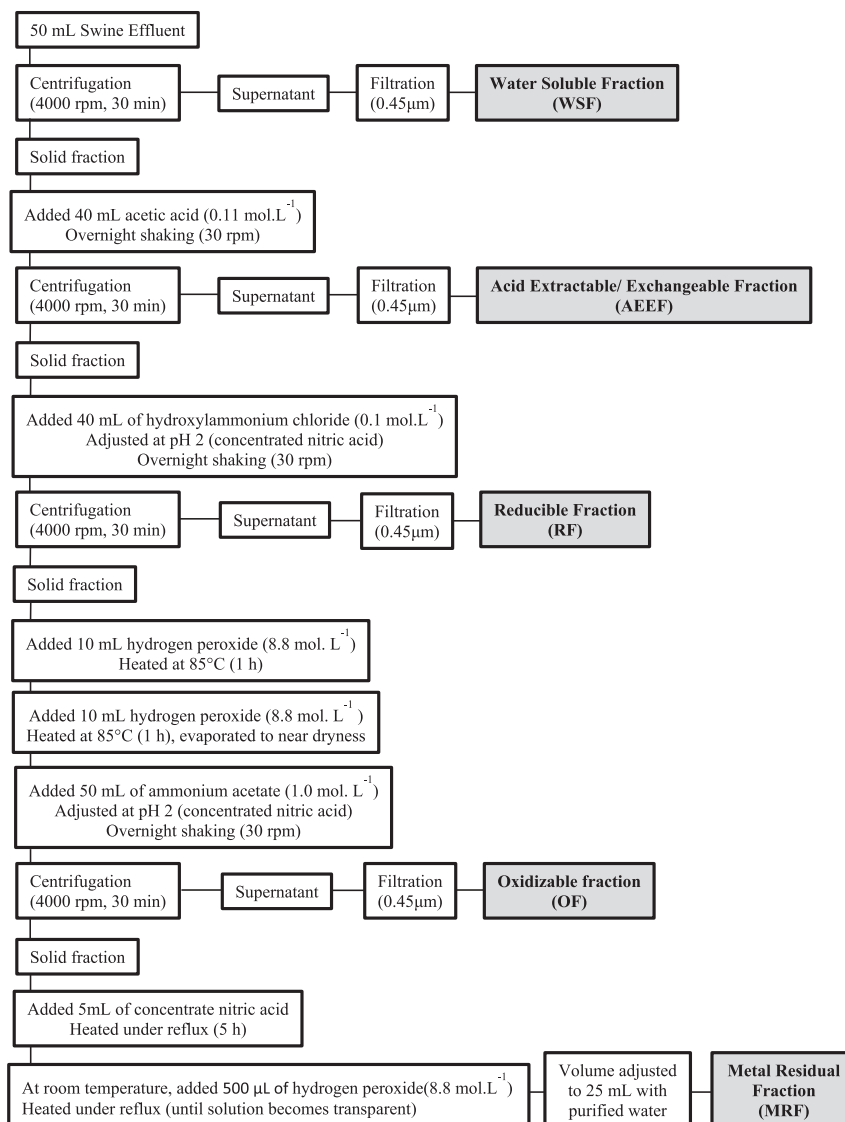 50 mL Swine Effluent
Centrifugation
(4000 rpm, 30 min)
Supernatant
Filtration
(0.45µm)
Water Soluble Fraction
(WSF)
Solid fraction
Added 40 mL acetic acid (0.11 mol.L-1)
Overnight shaking (30 rpm)
Centrifugation
(4000 rpm, 30 min)
Supernatant
Filtration
(0.45µm)
Acid Extractable/ Exchangeable Fraction
(AEEF)
Solid fraction
Added 40 mL of hydroxylammonium chloride (0.1 mol.L-1)
Adjusted at pH 2 (concentrated nitric acid)
Overnight shaking (30 rpm)
Centrifugation
(4000 rpm, 30 min)
Supernatant
Filtration
(0.45µm)
Reducible Fraction
(RF)
Solid fraction
Added 10 mL hydrogen peroxide (8.8 mol. L-1)
Heated at 85°C (1 h)
Added 10 mL hydrogen peroxide (8.8 mol. L-1)
Heated at 85°C (1 h), evaporated to near dryness
Added 50 mL of ammonium acetate (1.0 mol. L-1)
Adjusted at pH 2 (concentrated nitric acid)
Overnight shaking (30 rpm)
Centrifugation
(4000 rpm, 30 min)
Supernatant
Filtration
(0.45µm)
Oxidizable fraction
(OF)
Solid fraction
Added 5mL of concentrate nitric acid
Heated under reflux (5 h)
At room temperature, added 500 µL of hydrogen peroxide(8.8 mol.L-1)
Heated under reflux (until solution becomes transparent)
Volume adjusted
to 25 mL with
purified water
Metal Residual
Fraction
(MRF)